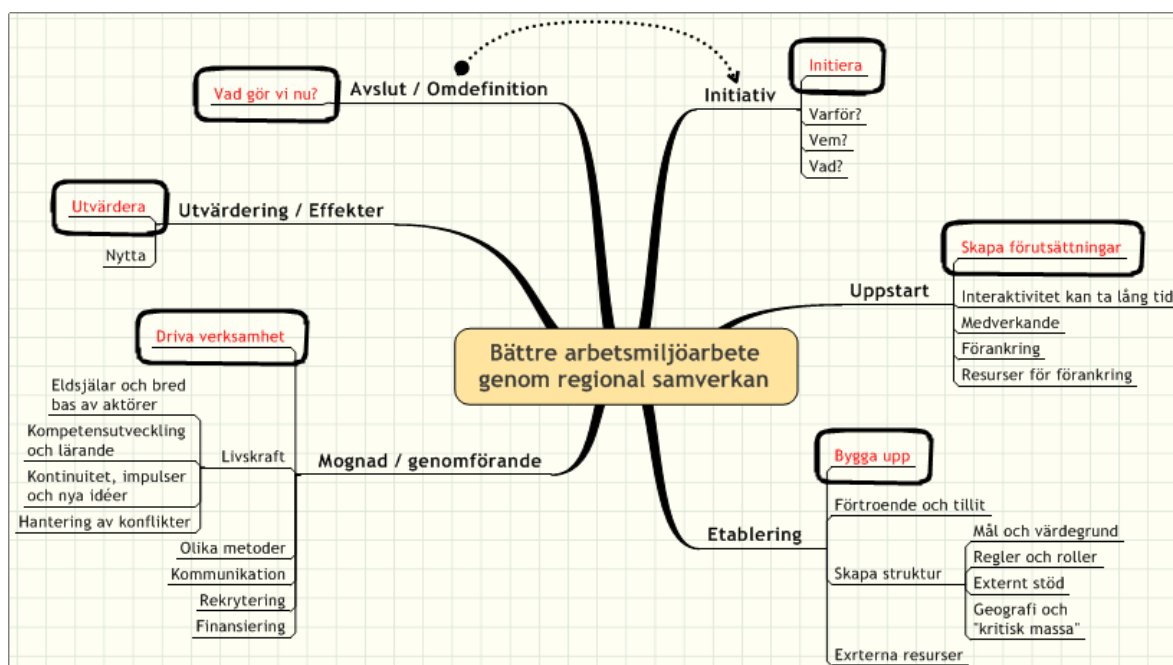 Bättre arbetsmiljöarbete
genom regional samverkan
Initiativ
Initiera
Varför?
Vem?
Vad?
Uppstart
Skapa förutsättningar
Interaktivitet kan ta lång tid
Medverkande
Förankring
Resurser för förankring
Etablering
Bygga upp
Förtroende och tillit
Skapa struktur
Mål och värdegrund
Regler och roller
Externt stöd
Geografi och
"kritisk massa"
Exrterna resurser
Mognad / genomförande
Driva verksamhet
Livskraft
Eldsjälar och bred
bas av aktörer
Kompetensutveckling
och lärande
Kontinuitet, impulser
och nya idéer
Hantering av konflikter
Olika metoder
Kommunikation
Rekrytering
Finansiering
Utvärdering / Effekter
Utvärdera
Nytta
Avslut / Omdefinition
Vad gör vi nu?